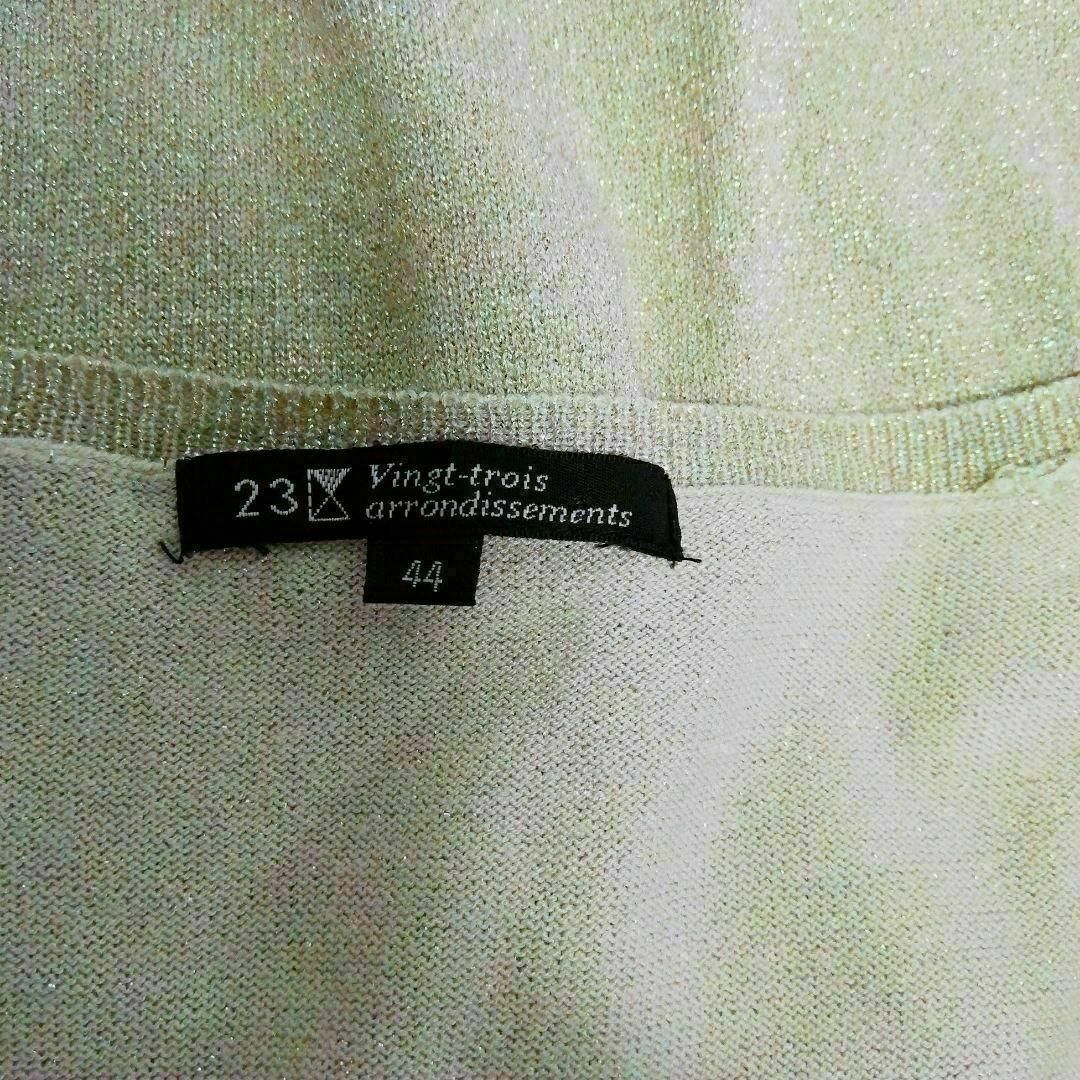 23 Vingt-trois
arrondissements
44